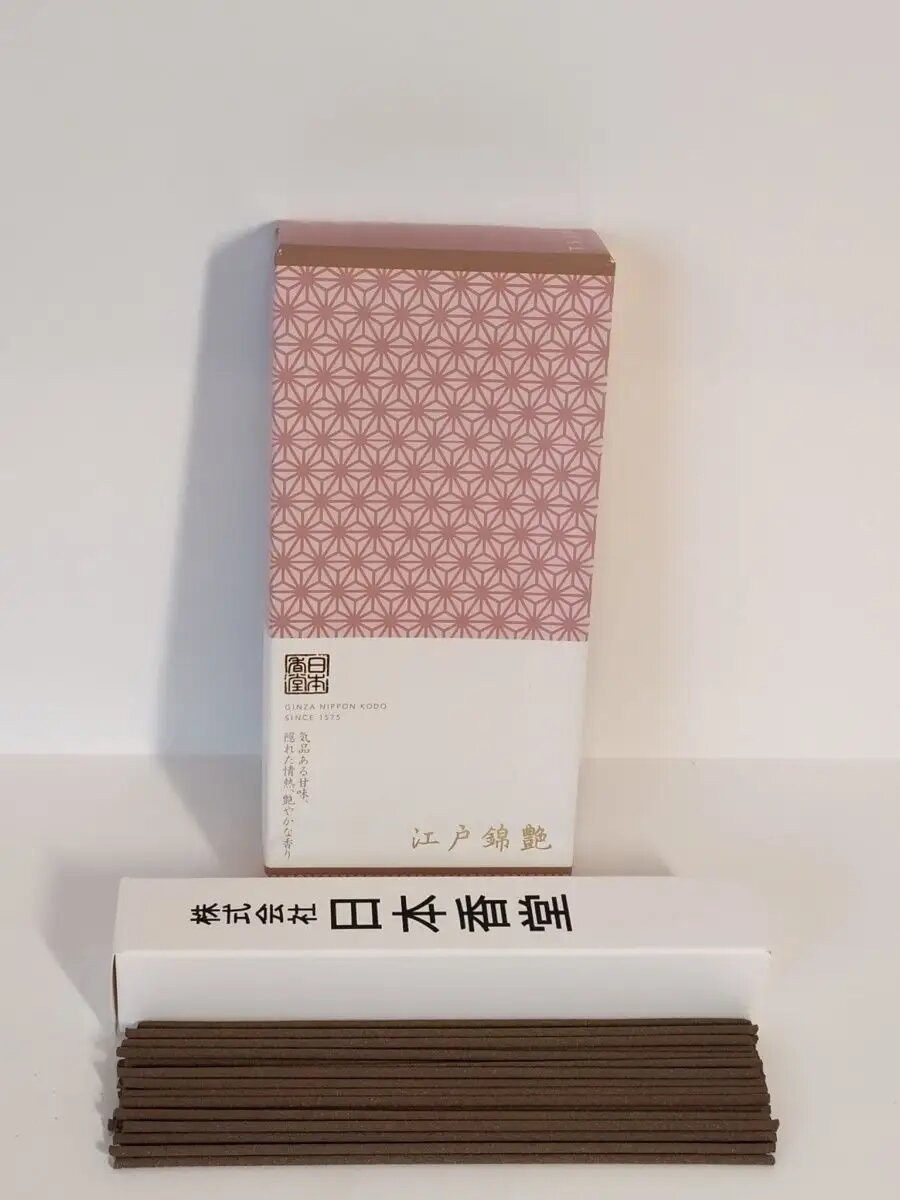 日本
香堂
GINZA NIPPON KODO
SINCE 1575
気品ある甘味、
隠れた情熱、艶やかな香り
江戸錦艶
株式会社 日本香堂